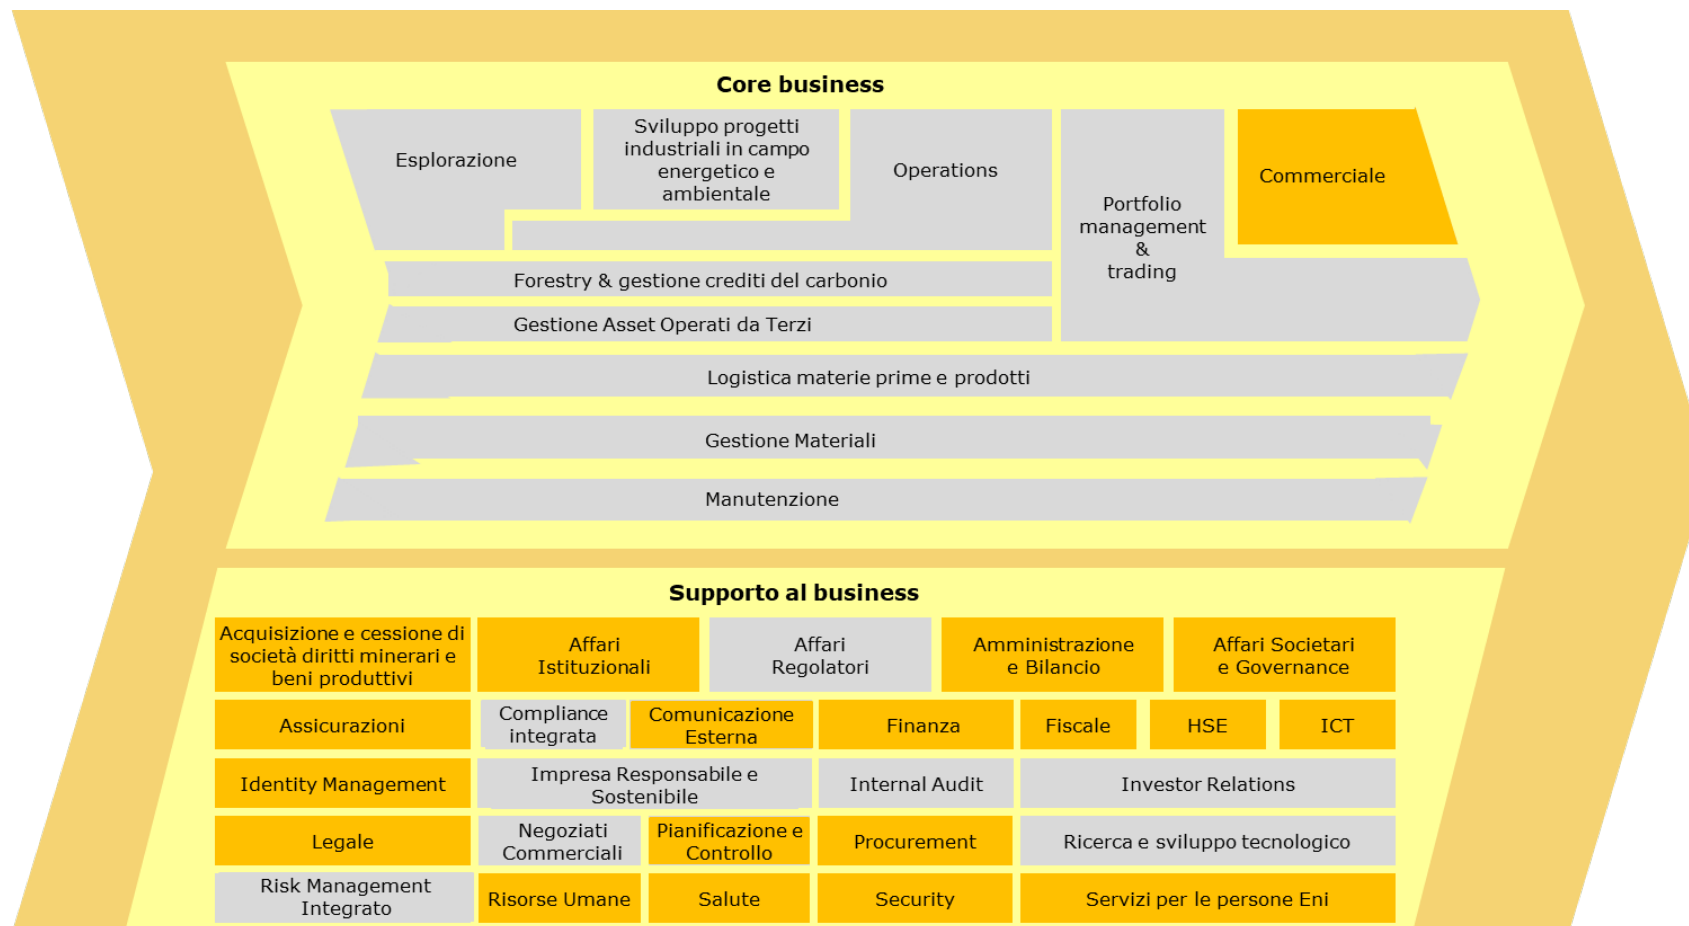 Core business
Esplorazione
Sviluppo progetti
industriali in campo
energetico e
ambientale
Operations
Portfolio
management
&
trading
Commerciale
Forestry & gestione crediti del carbonio
Gestione Asset Operati da Terzi
Logistica materie prime e prodotti
Gestione Materiali
Manutenzione
Supporto al business
Acquisizione e cessione di
società diritti minerari e
beni produttivi
Affari
Istituzionali
Affari
Regolatori
Amministrazione
e Bilancio
Affari Societari
e Governance
Assicurazioni
Compliance
integrata
Comunicazione
Esterna
Finanza
Fiscale
HSE
ICT
Identity Management
Impresa Responsabile e
Sostenibile
Internal Audit
Investor Relations
Legale
Negoziati
Commerciali
Pianificazione e
Controllo
Procurement
Ricerca e sviluppo tecnologico
Risk Management
Integrato
Risorse Umane
Salute
Security
Servizi per le persone Eni